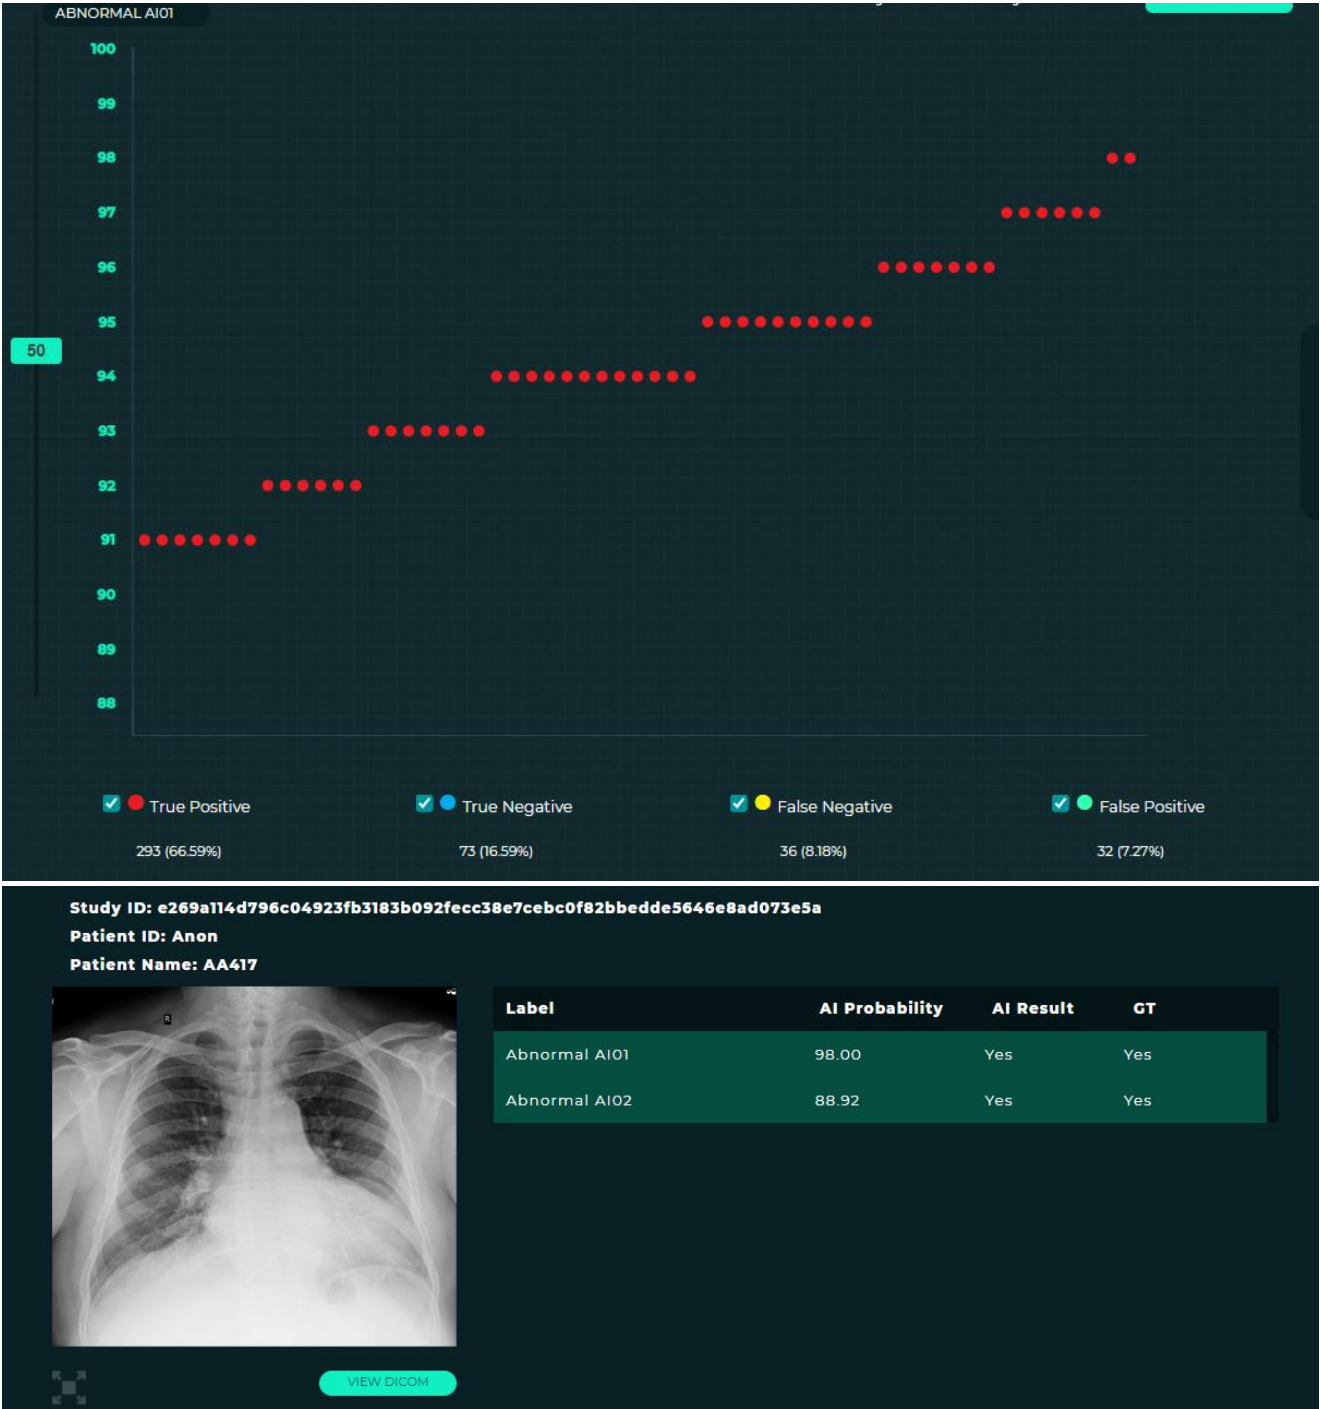 ABNORMAL AI01
100
99
98
97
96
95
50
94
93
92
91
90
89
88
True Positive True Negative False Negative False Positive
293 (66.59%) 73 (16.59%) 36 (8.18%) 32 (7.27%)
Study ID: e269a114d796c04923fb3183b092fecc38e7cebc0f82bbedde5646e8ad073e5a
Patient ID: Anon
Patient Name: AA417
R
Label AI Probability AI Result GT
Abnormal AI01 98.00 Yes Yes
Abnormal AI02 88.92 Yes Yes
VIEW DICOM